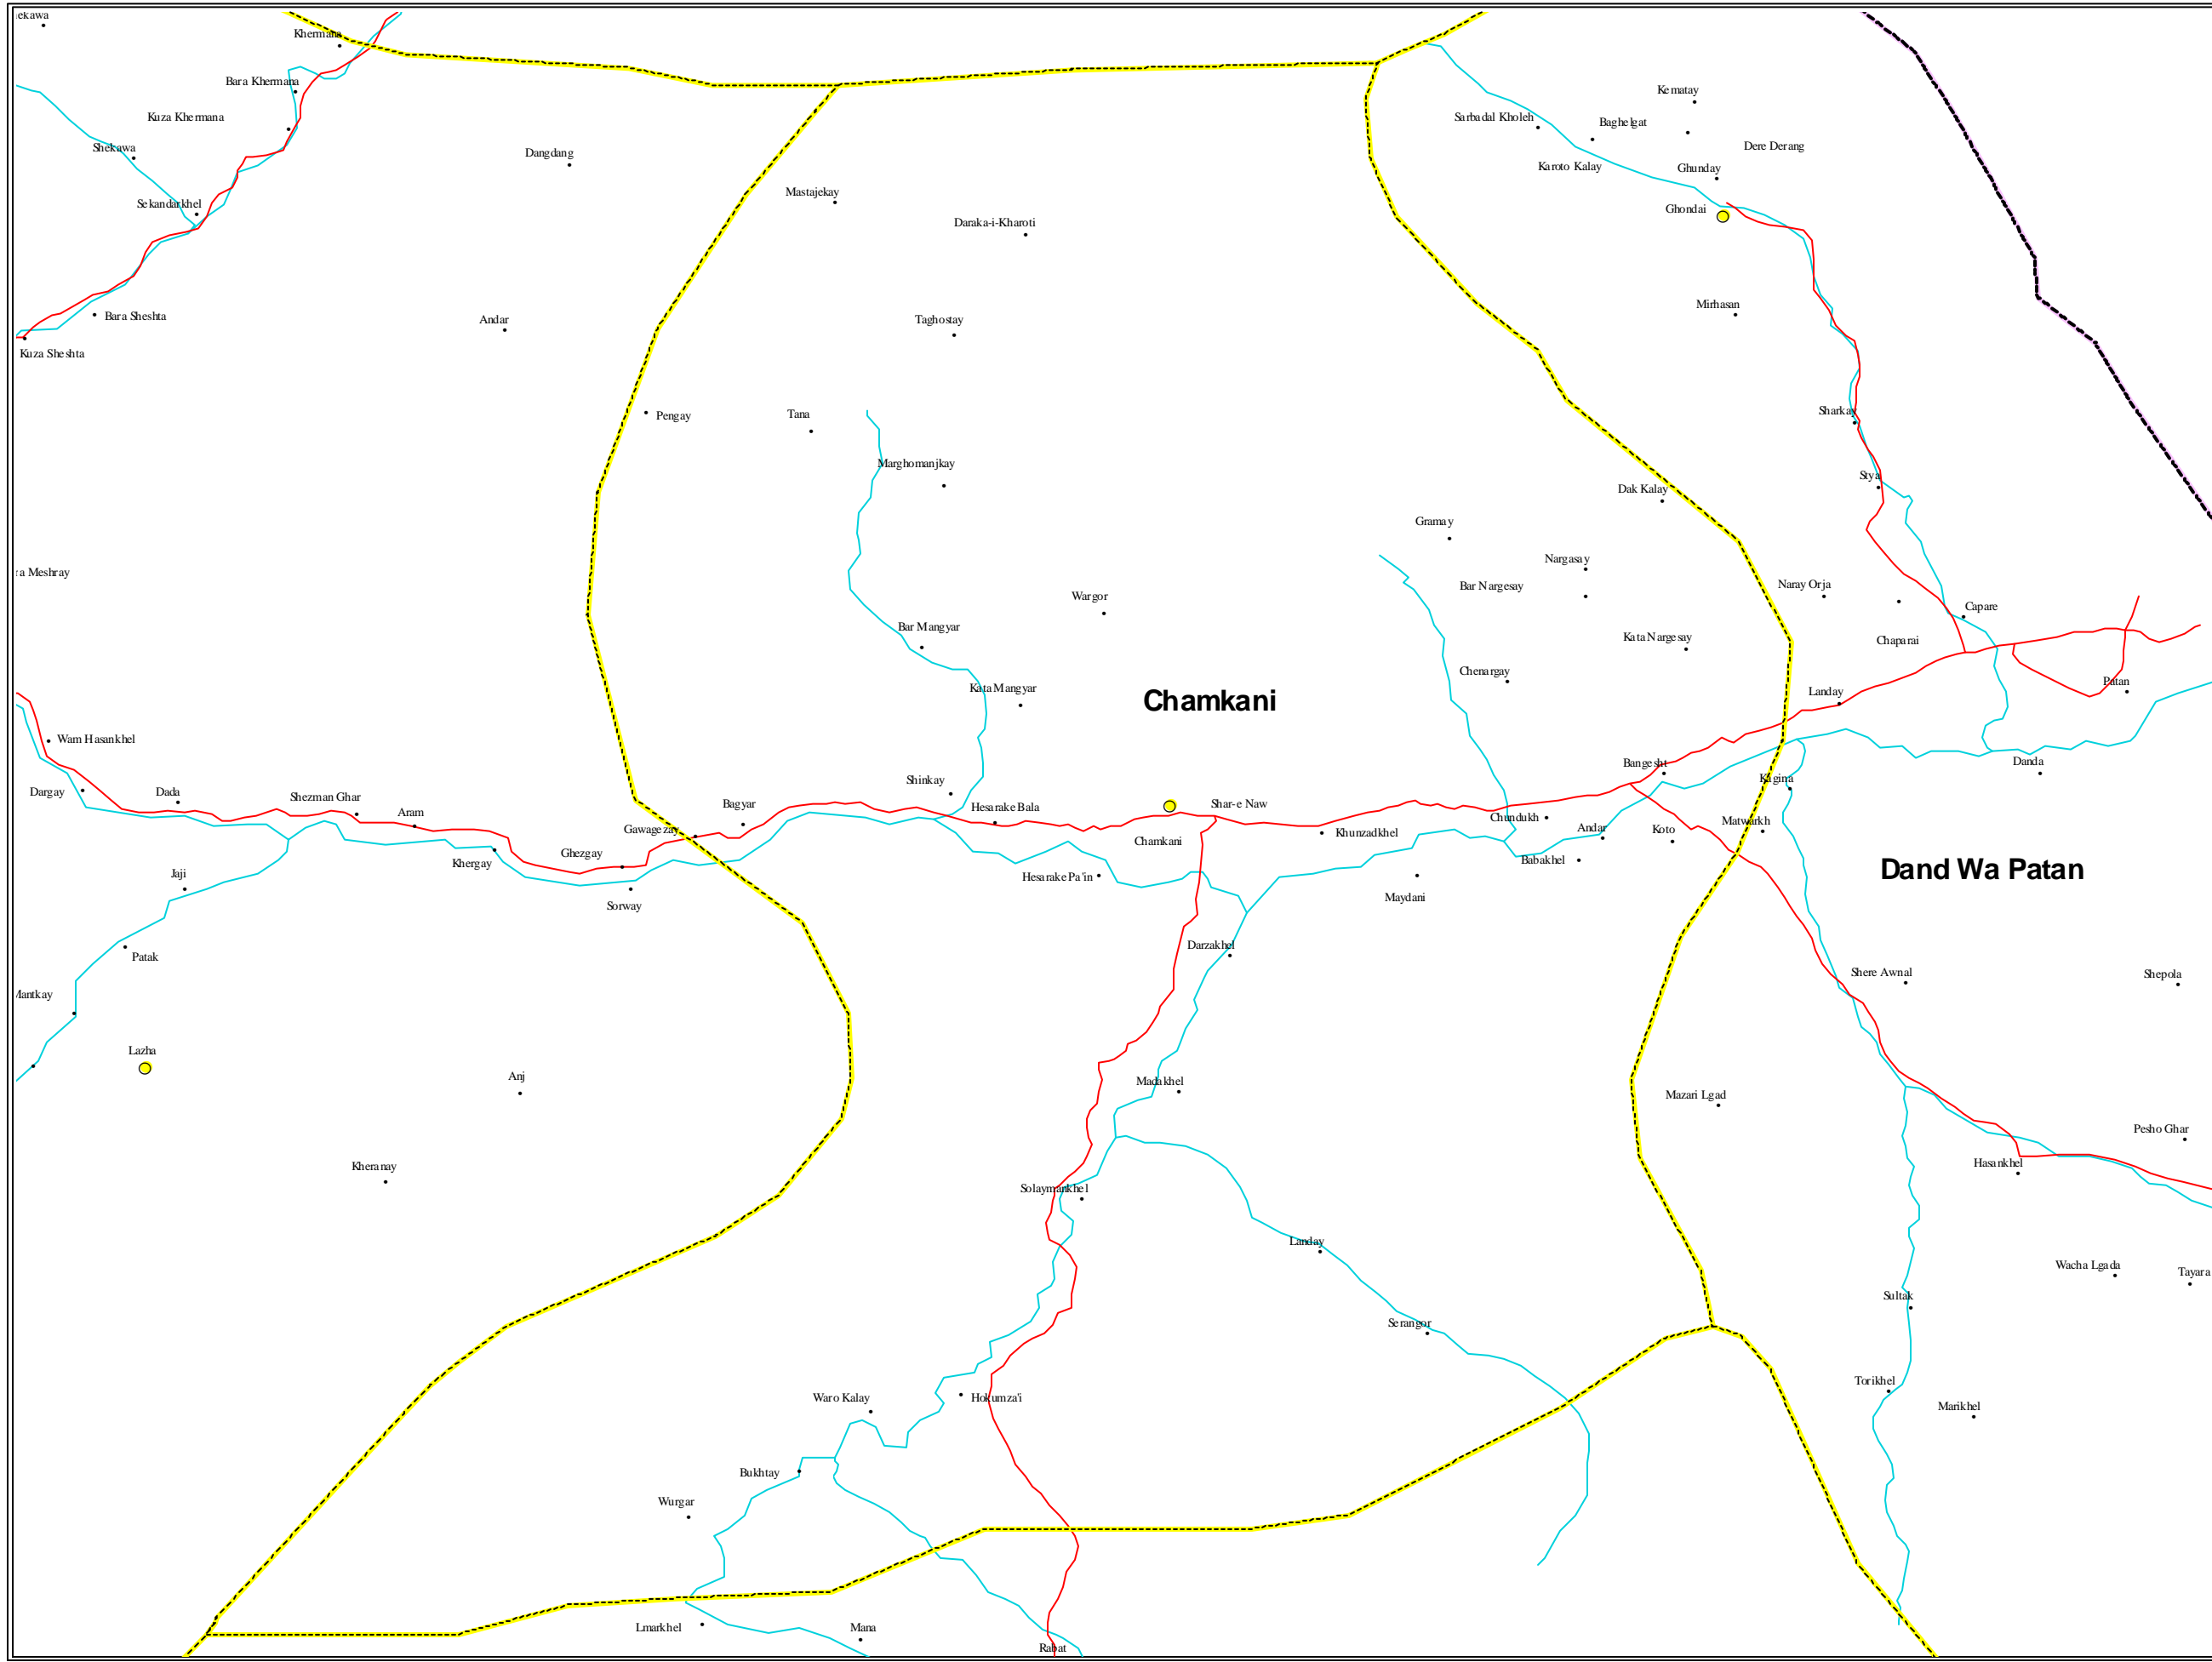 ekawa
Khermana
Bara Khermana
Kematay
Kuza Khermana
Sarbadal Kholeh
Baghelgat
Shekawa
Dangdang
Dere Derang
Karoto Kalay
Ghunday
Mastajekay
Sekandarkhel
Ghondai
Daraka-i-Kharoti
Mirhasan
Bara Sheshta
Andar
Taghostay
Kuza Sheshta
Sharkay
Pengay
Tana
Marghomanjkay
Stya
Dak Kalay
Gramay
Nargasay
ra Meshray
Bar Nargesay
Naray Orja
Wargor
Capare
Bar Mangyar
Kata Nargesay
Chaparai
Chenargay
Patan
Kata Mangyar
Landay
Chamkani
Wam Hasankhel
Bangesht
Danda
Kagina
Shinkay
Dargay
Dada
Shezman Ghar
Bagyar
Shar-e Naw
Hesarake Bala
Aram
Chundukh
Matwarkh
Gawagezay
Andar
Koto
Khunzadkhel
Chamkani
Ghezgay
Babakhel
Khergay
Dand Wa Patan
Jaji
Hesarake Pa'in
Maydani
Sorway
Darzakhel
Patak
Shere Awnal
Shepola
Mantkay
Lazha
Anj
Madakhel
Mazari Lgad
Pesho Ghar
Kheranay
Hasankhel
Solaymankhel
Landay
Wacha Lgada
Tayara
Sultak
Serangor
Torikhel
Waro Kalay
Hokumza'i
Marikhel
Bukhtay
Wurgar
Lmarkhel
Mana
Rabat